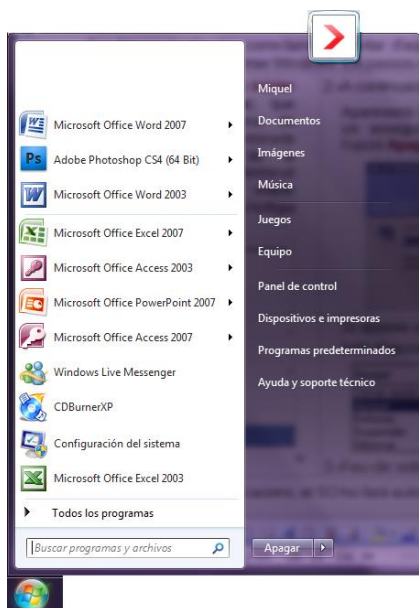 Microsoft Office Word 2007
Ps Adobe Photoshop CS4 (64 Bit)
Microsoft Office Word 2003
Microsoft Office Excel 2007
Microsoft Office Access 2003
Microsoft Office PowerPoint 2007
Microsoft Office Access 2007
Windows Live Messenger
CDBurnerXP
Configuración del sistema
Microsoft Office Excel 2003
Todos los programas
Buscar programas y archivos
Miquel
Documentos
Imágenes
Música
Juegos
Equipo
Panel de control
Dispositivos e impresoras
Programas predeterminados
Ayuda y soporte técnico
Apagar